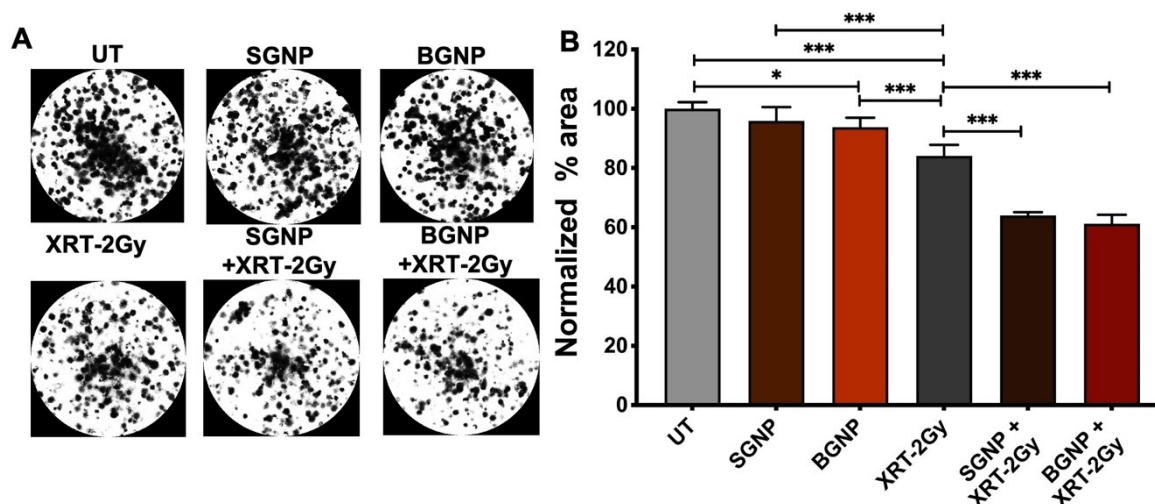 A
UT
SGNP
BGNP
XRT-2Gy
SGNP
+XRT-2Gy
BGNP
+XRT-2Gy
B
Normalized % area
120
100
80
60
40
20
0
***
***
*
***
***
***
UT
SGNP
BGNP
XRT-2Gy
SGNP +
XRT-2Gy
BGNP +
XRT-2Gy